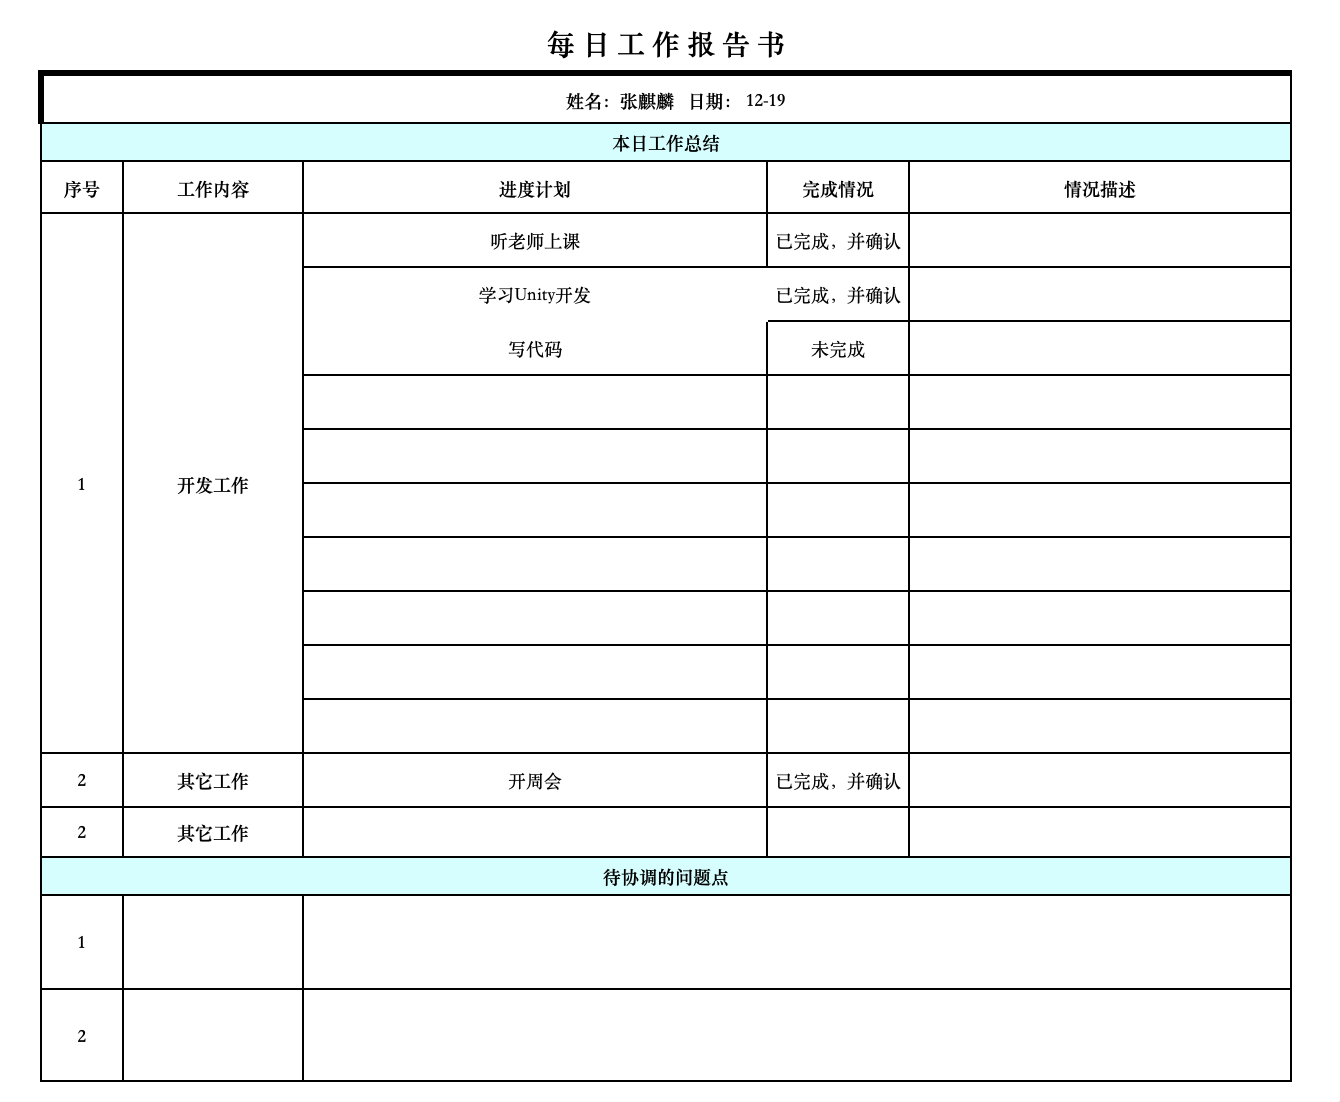 每日工作报告书
姓名：张麒麟 日期： 12-19
本日工作总结
序号 工作内容 进度计划 完成情况 情况描述
1 开发工作 听老师上课 已完成，并确认
学习Unity开发 已完成，并确认
写代码 未完成
2 其它工作 开周会 已完成，并确认
2 其它工作
待协调的问题点
1
2